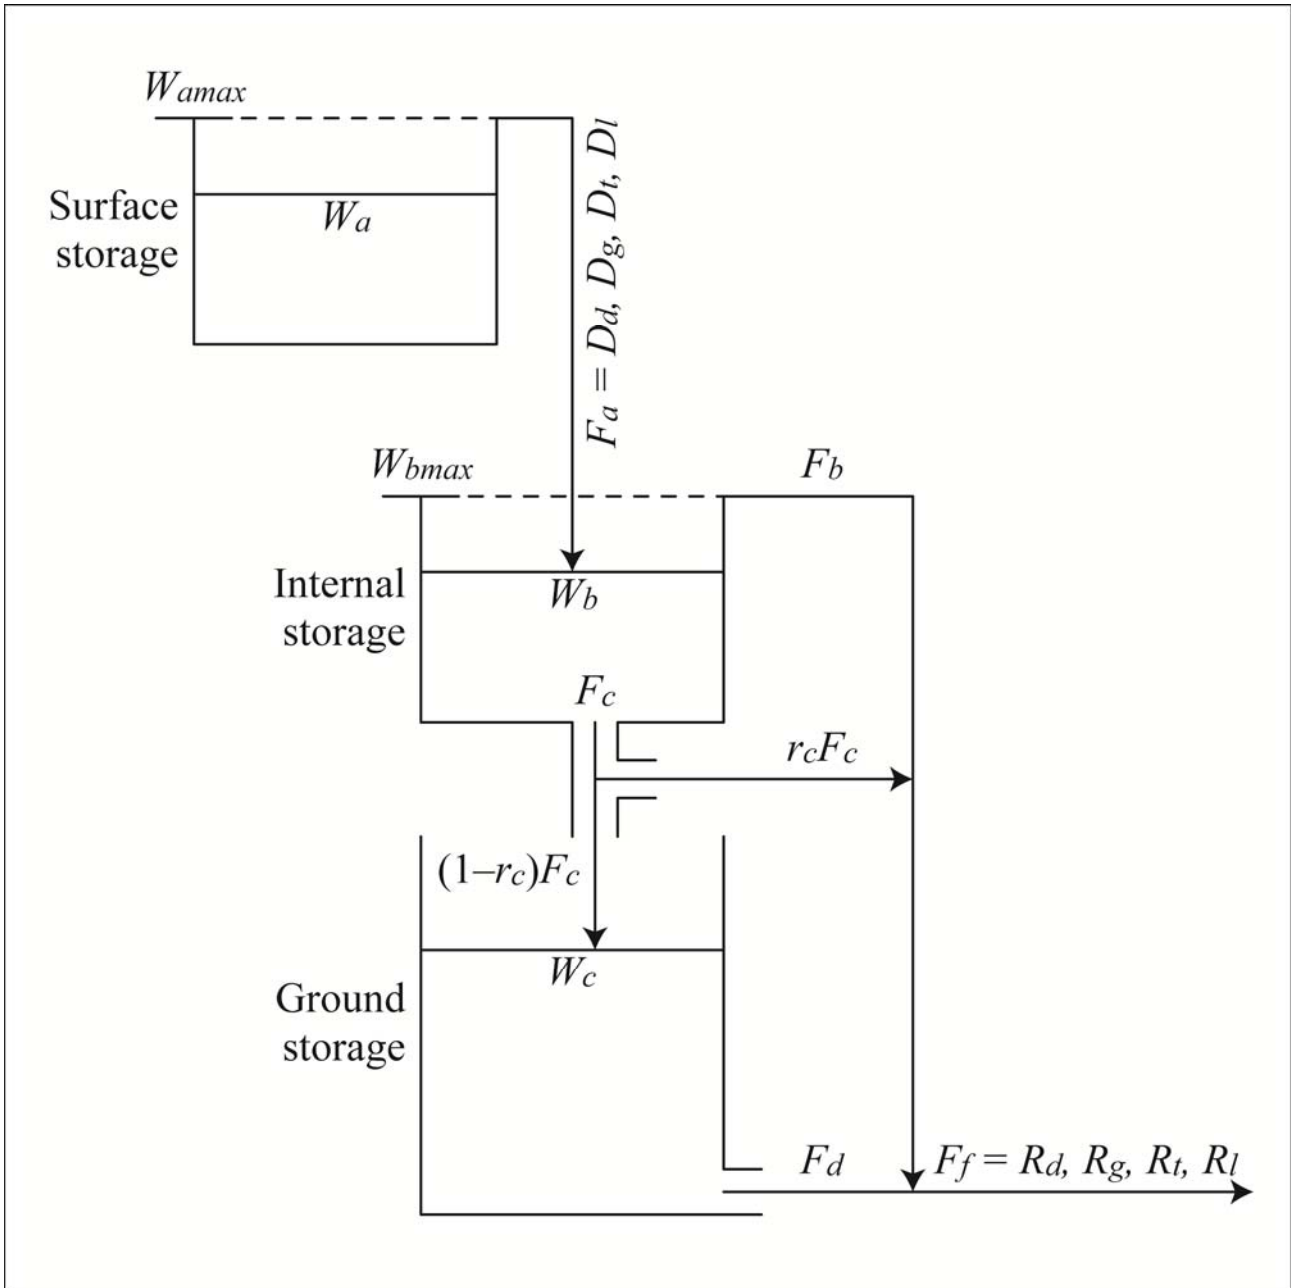 Wamax
Surface
storage
Wa
Fa = Dd, Dg, Dt, Dl
Wbmax
Fb
Internal
storage
Wb
Fc
rcFc
(1–rc)Fc
Wc
Ground
storage
Fd
Ff = Rd, Rg, Rt, Rl